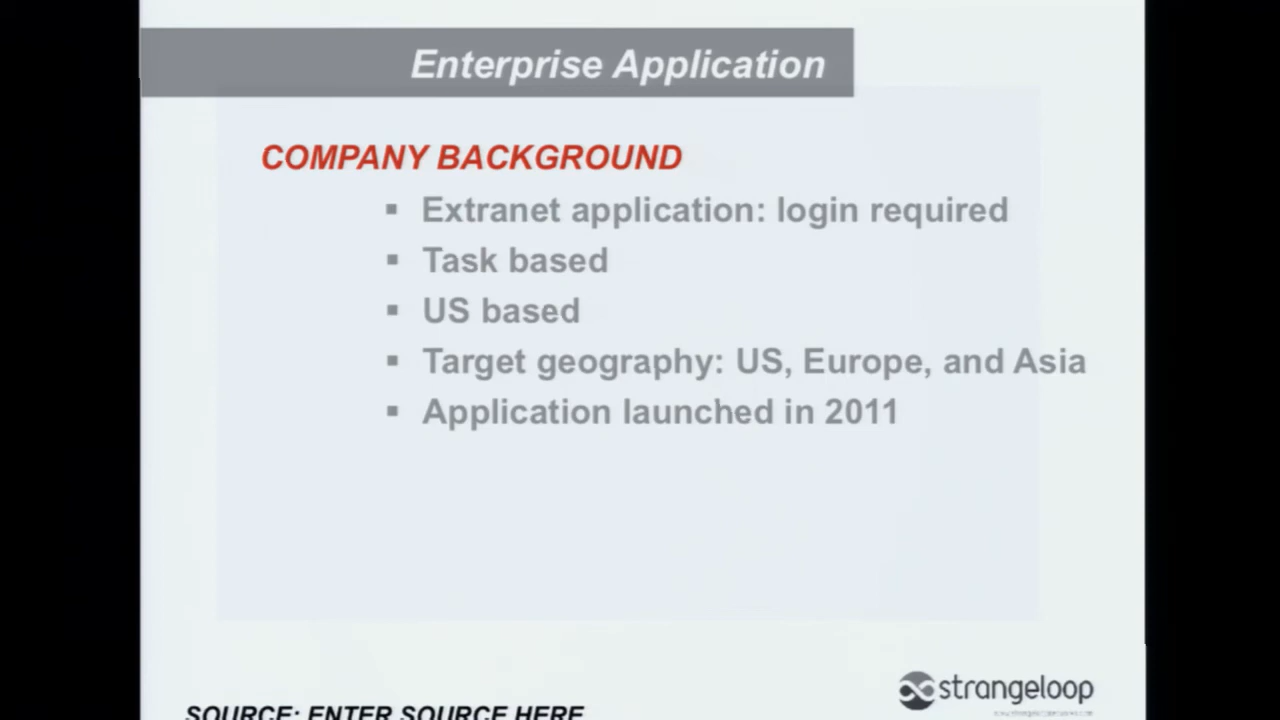 Enterprise Application
COMPANY BACKGROUND
▪ Extranet application: login required
▪ Task based
▪ US based
▪ Target geography: US, Europe, and Asia
▪ Application launched in 2011
strangeloop
SOURCE: ENTER SOURCE HERE